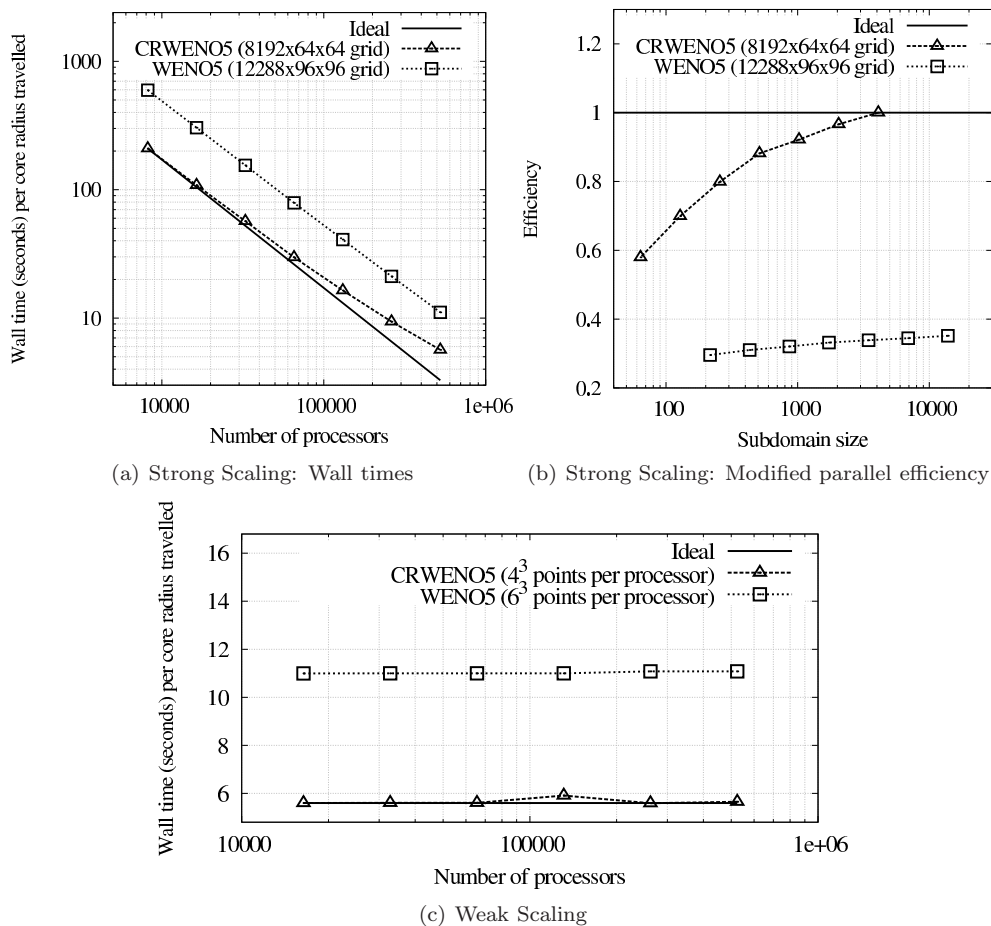 Wall time (seconds) per core radius travelled
1000
100
10
10000
100000
1e+06
Number of processors
Ideal
CRWENO5 (8192x64x64 grid)
WENO5 (12288x96x96 grid)
(a) Strong Scaling: Wall times
Efficiency
1.2
1
0.8
0.6
0.4
0.2
100
1000
10000
Subdomain size
Ideal
CRWENO5 (8192x64x64 grid)
WENO5 (12288x96x96 grid)
(b) Strong Scaling: Modified parallel efficiency
Wall time (seconds) per core radius travelled
16
14
12
10
8
6
10000
100000
1e+06
Number of processors
Ideal
CRWENO5 (4³ points per processor)
WENO5 (6³ points per processor)
(c) Weak Scaling